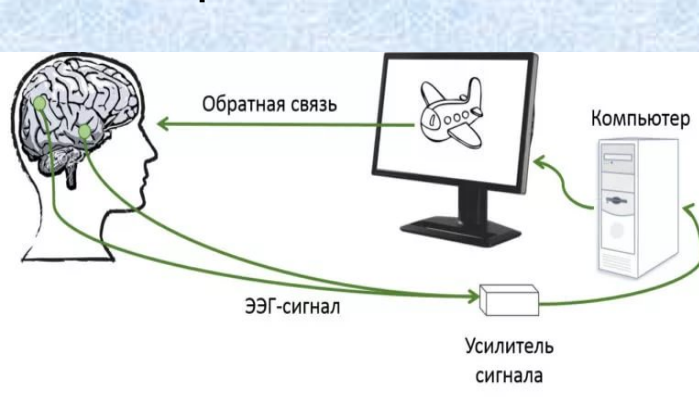 Обратная связь
Компьютер
ЭЭГ-сигнал
Усилитель
сигнала